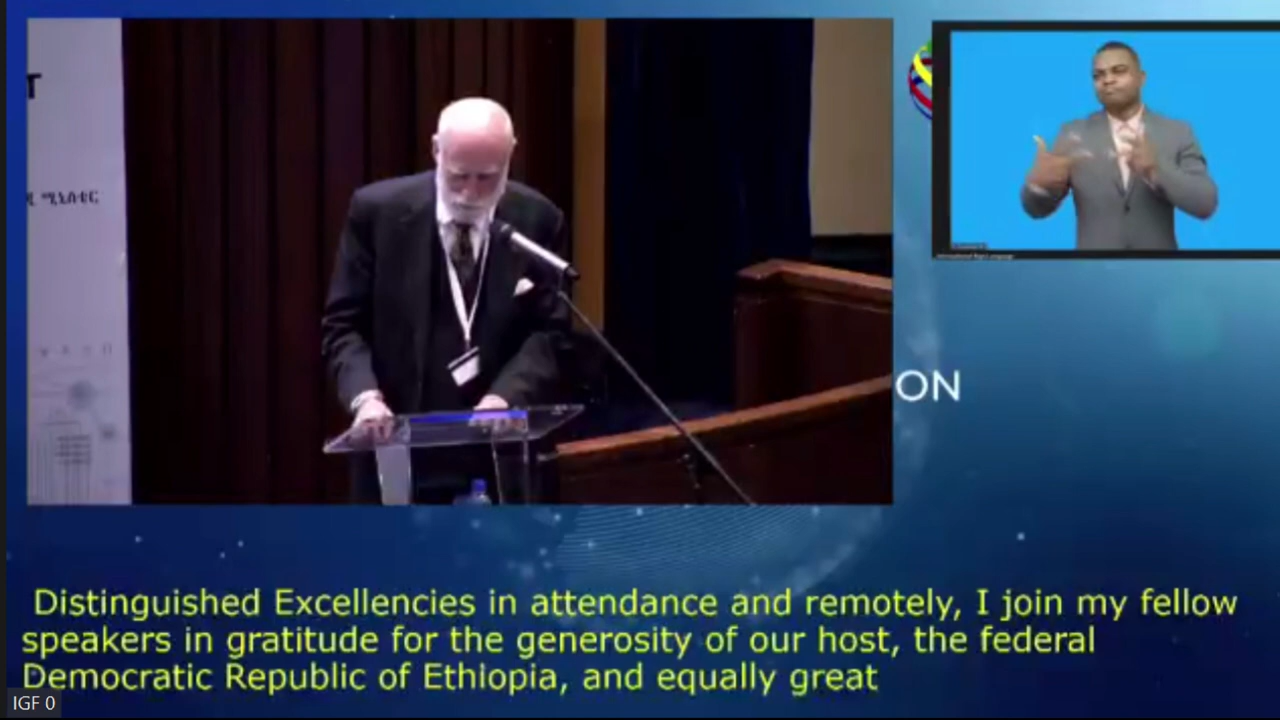 T
ሚኒስቴር
ON
Distinguished Excellencies in attendance and remotely, I join my fellow
speakers in gratitude for the generosity of our host, the federal
Democratic Republic of Ethiopia, and equally great
IGF 0